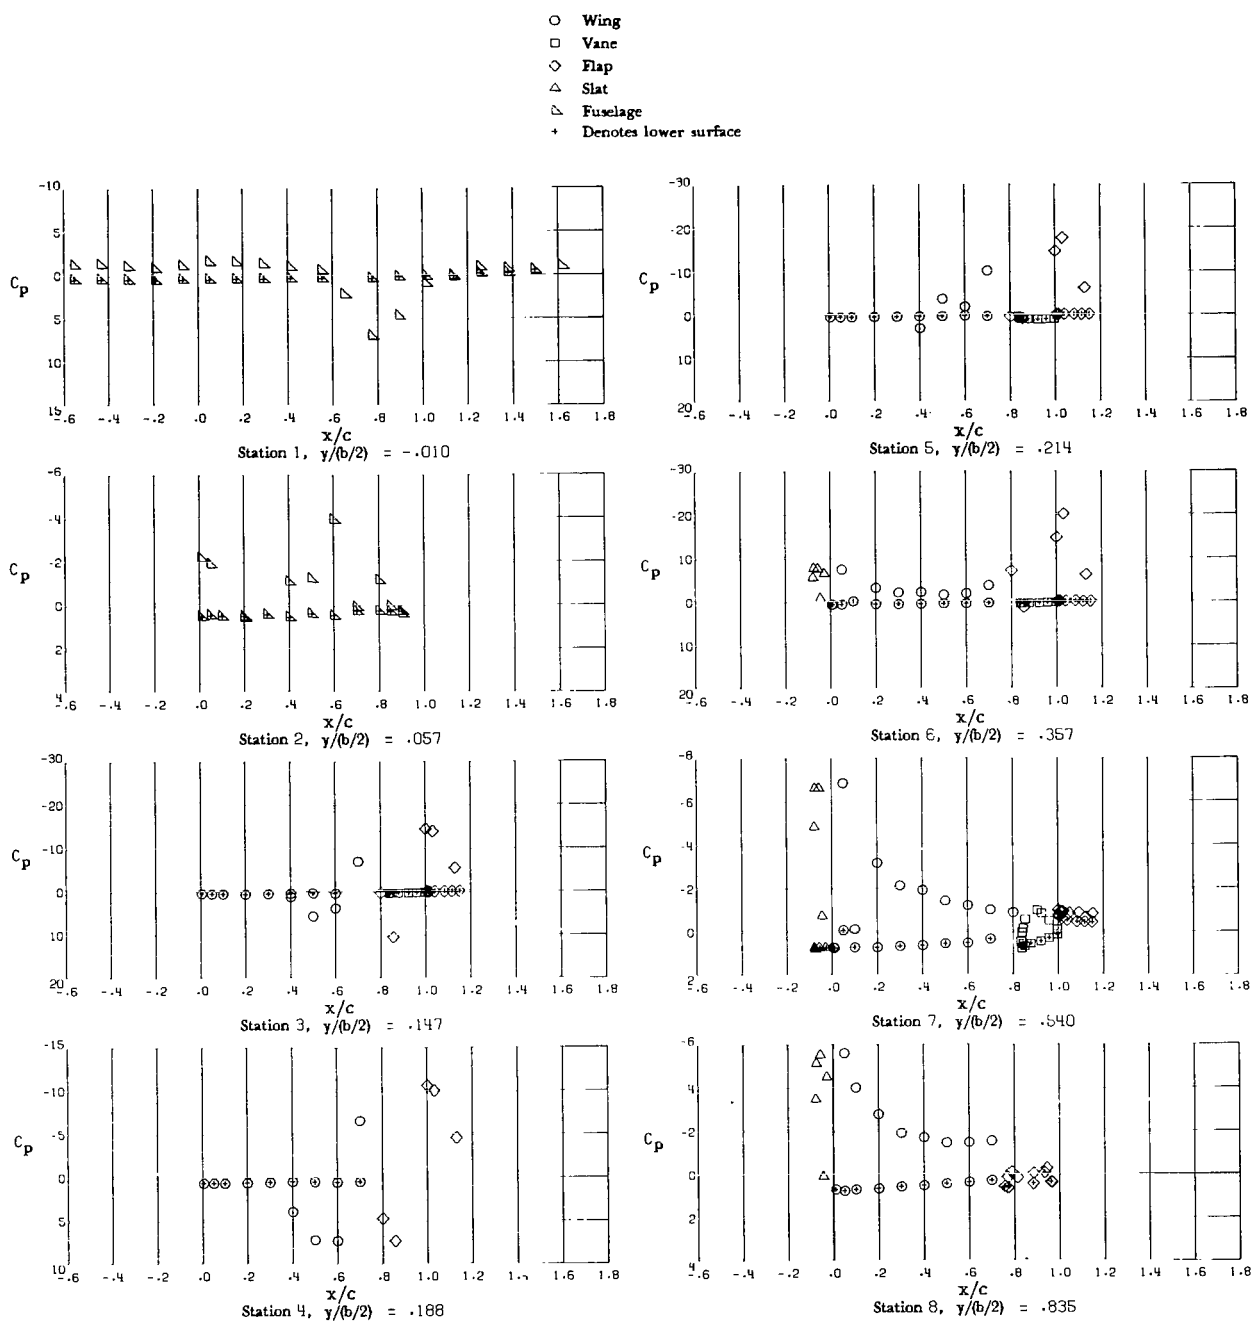 Wing
Vane
Flap
Slat
Fuselage
+ Denotes lower surface
-10
5
0
5
10
15
Cp
-.6 -.4 -.2 .0 .2 .4 .6 .8 1.0 1.2 1.4 1.6 1.8
x/c
Station 1, y/(b/2) = -.010
-6
-4
-2
0
2
4
Cp
-.6 -.4 -.2 .0 .2 .4 .6 .8 1.0 1.2 1.4 1.6 1.8
x/c
Station 2, y/(b/2) = .057
-30
-20
-10
0
10
20
Cp
-.6 -.4 -.2 .0 .2 .4 .6 .8 1.0 1.2 1.4 1.6 1.8
x/c
Station 3, y/(b/2) = .147
-15
-10
-5
0
5
10
Cp
-.6 -.4 -.2 .0 .2 .4 .6 .8 1.0 1.2 1.4 1.6 1.8
x/c
Station 4, y/(b/2) = .188
-30
-20
-10
0
10
20
Cp
-.6 -.4 -.2 .0 .2 .4 .6 .8 1.0 1.2 1.4 1.6 1.8
x/c
Station 5, y/(b/2) = .214
-30
-20
-10
0
10
20
Cp
-.6 -.4 -.2 .0 .2 .4 .6 .8 1.0 1.2 1.4 1.6 1.8
x/c
Station 6, y/(b/2) = .357
-8
-6
-4
-2
0
2
Cp
-.6 -.4 -.2 .0 .2 .4 .6 .8 1.0 1.2 1.4 1.6 1.8
x/c
Station 7, y/(b/2) = .540
-6
4
-2
0
2
4
Cp
-.6 -.4 -.2 .0 .2 .4 .6 .8 1.0 1.2 1.4 1.6 1.8
x/c
Station 8, y/(b/2) = .835